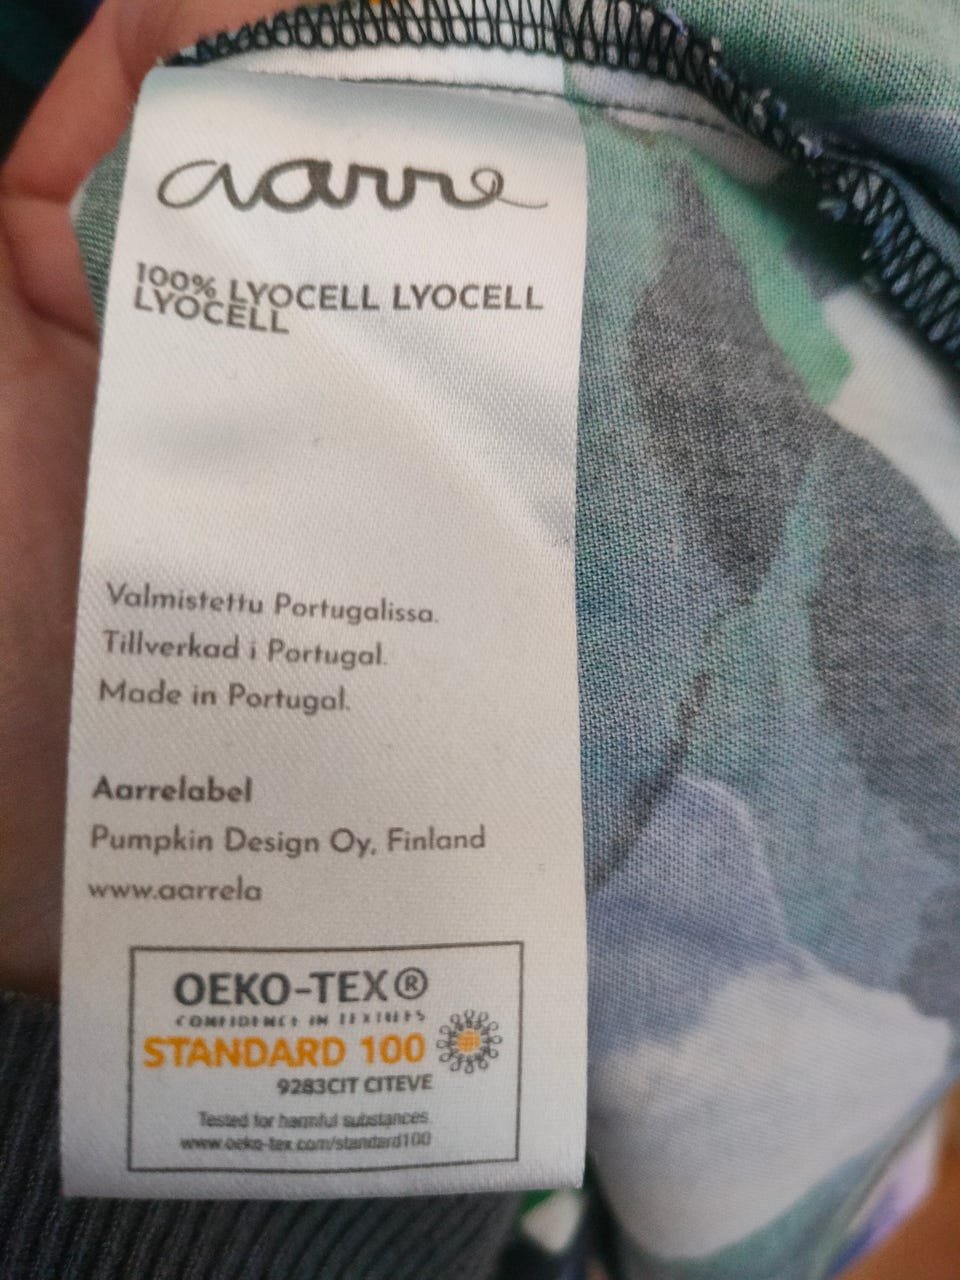 aarre
100% LYOCELL LYOCELL
LYOCELL
Valmistettu Portugalissa.
Tillverkad i Portugal.
Made in Portugal.
Aarrelabel
Pumpkin Design Oy, Finland
www.aarrela
OEKO-TEX®
CONFIDENCE IN TEXTILES
STANDARD 100
9283CIT CITEVE
Tested for harmful substances
www.oeko-tex.com/standard100